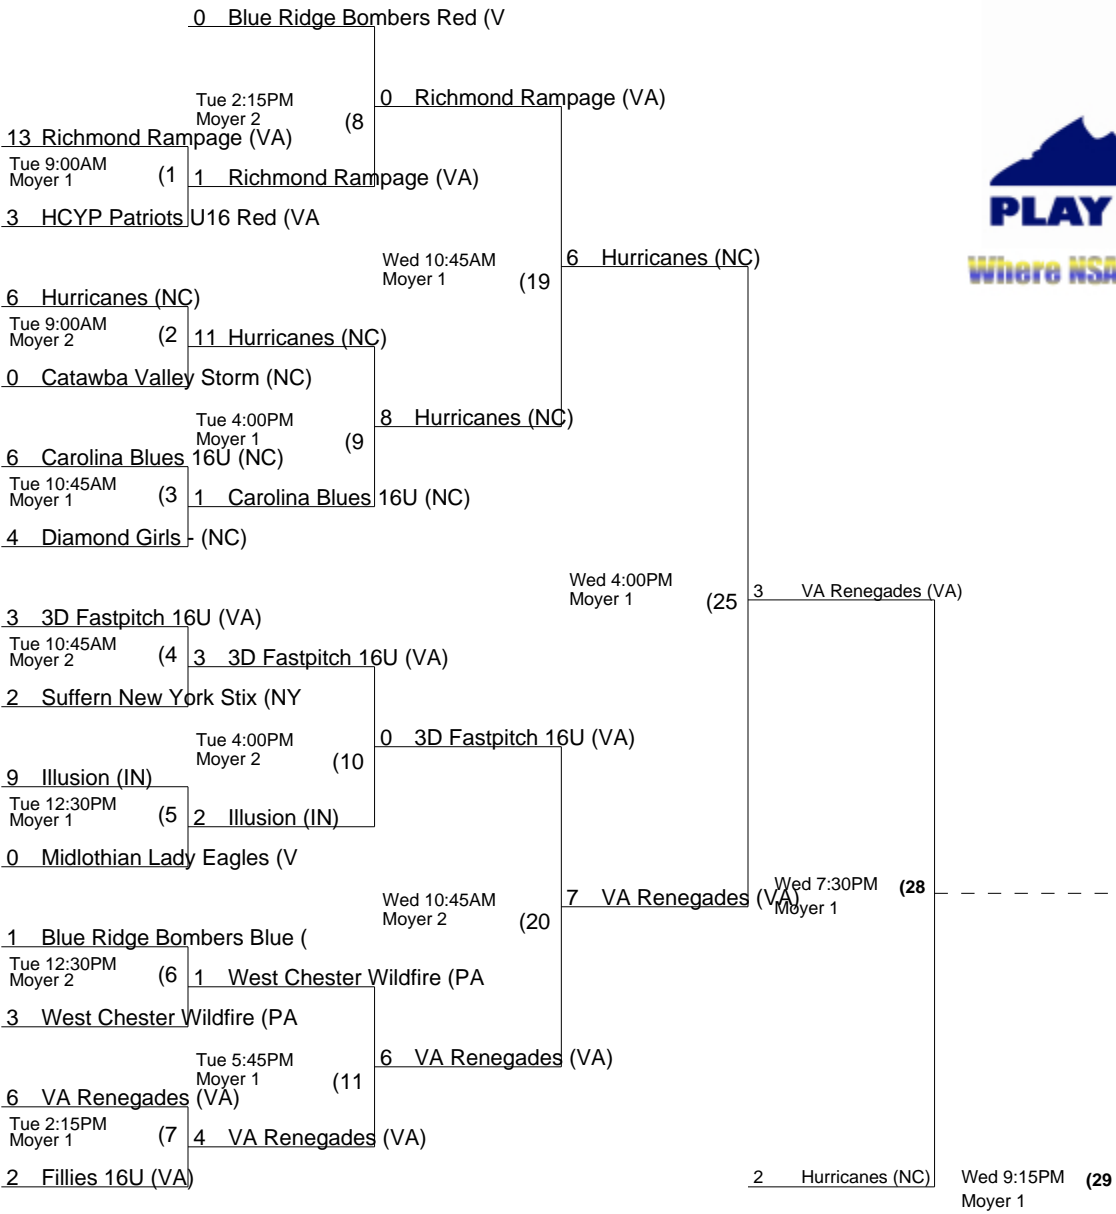 0 Blue Ridge Bombers Red (V
Tue 2:15PM
Moyer 2
(8
0 Richmond Rampage (VA)
13 Richmond Rampage (VA)
Tue 9:00AM
Moyer 1
(1
1 Richmond Rampage (VA)
3 HCYP Patriots U16 Red (VA
PLAY
Where NSA
Wed 10:45AM
Moyer 1
(19
6 Hurricanes (NC)
6 Hurricanes (NC)
Tue 9:00AM
Moyer 2
(2
11 Hurricanes (NC)
0 Catawba Valley Storm (NC)
Tue 4:00PM
Moyer 1
(9
8 Hurricanes (NC)
6 Carolina Blues 16U (NC)
Tue 10:45AM
Moyer 1
(3
1 Carolina Blues 16U (NC)
4 Diamond Girls - (NC)
Wed 4:00PM
Moyer 1
(25
3 VA Renegades (VA)
3 3D Fastpitch 16U (VA)
Tue 10:45AM
Moyer 2
(4
3 3D Fastpitch 16U (VA)
2 Suffern New York Stix (NY
Tue 4:00PM
Moyer 2
(10
0 3D Fastpitch 16U (VA)
9 Illusion (IN)
Tue 12:30PM
Moyer 1
(5
2 Illusion (IN)
0 Midlothian Lady Eagles (V
Wed 10:45AM
Moyer 2
(20
7 VA Renegades (VA)
Wed 7:30PM
Moyer 1
(28
1 Blue Ridge Bombers Blue (
Tue 12:30PM
Moyer 2
(6
1 West Chester Wildfire (PA
3 West Chester Wildfire (PA
Tue 5:45PM
Moyer 1
(11
6 VA Renegades (VA)
6 VA Renegades (VA)
Tue 2:15PM
Moyer 1
(7
4 VA Renegades (VA)
2 Fillies 16U (VA)
2 Hurricanes (NC)
Wed 9:15PM
Moyer 1
(29